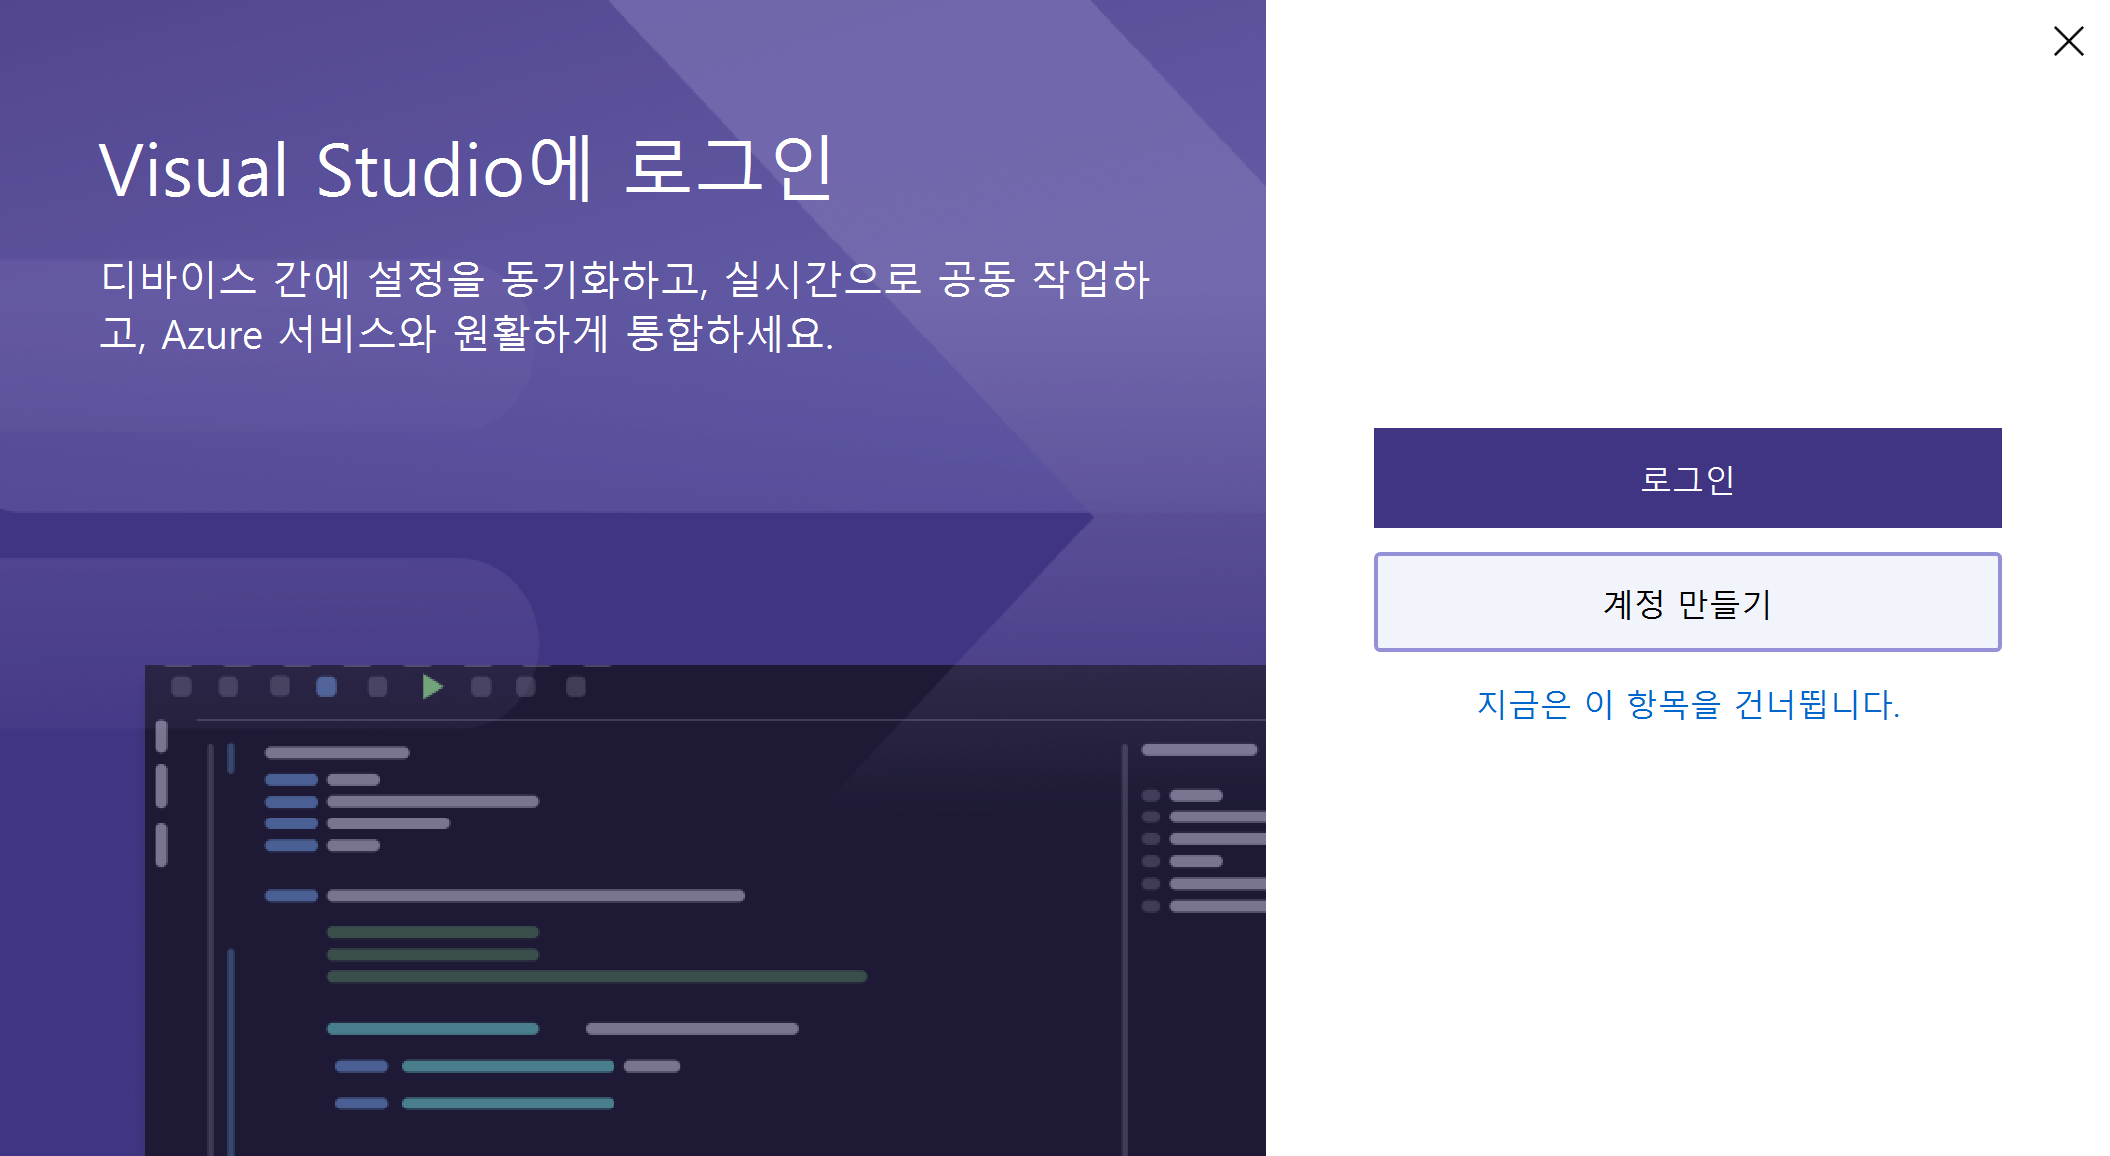 Visual Studio에 로그인
디바이스 간에 설정을 동기화하고, 실시간으로 공동 작업하
고, Azure 서비스와 원활하게 통합하세요.
로그인
계정 만들기
지금은 이 항목을 건너뜁니다.